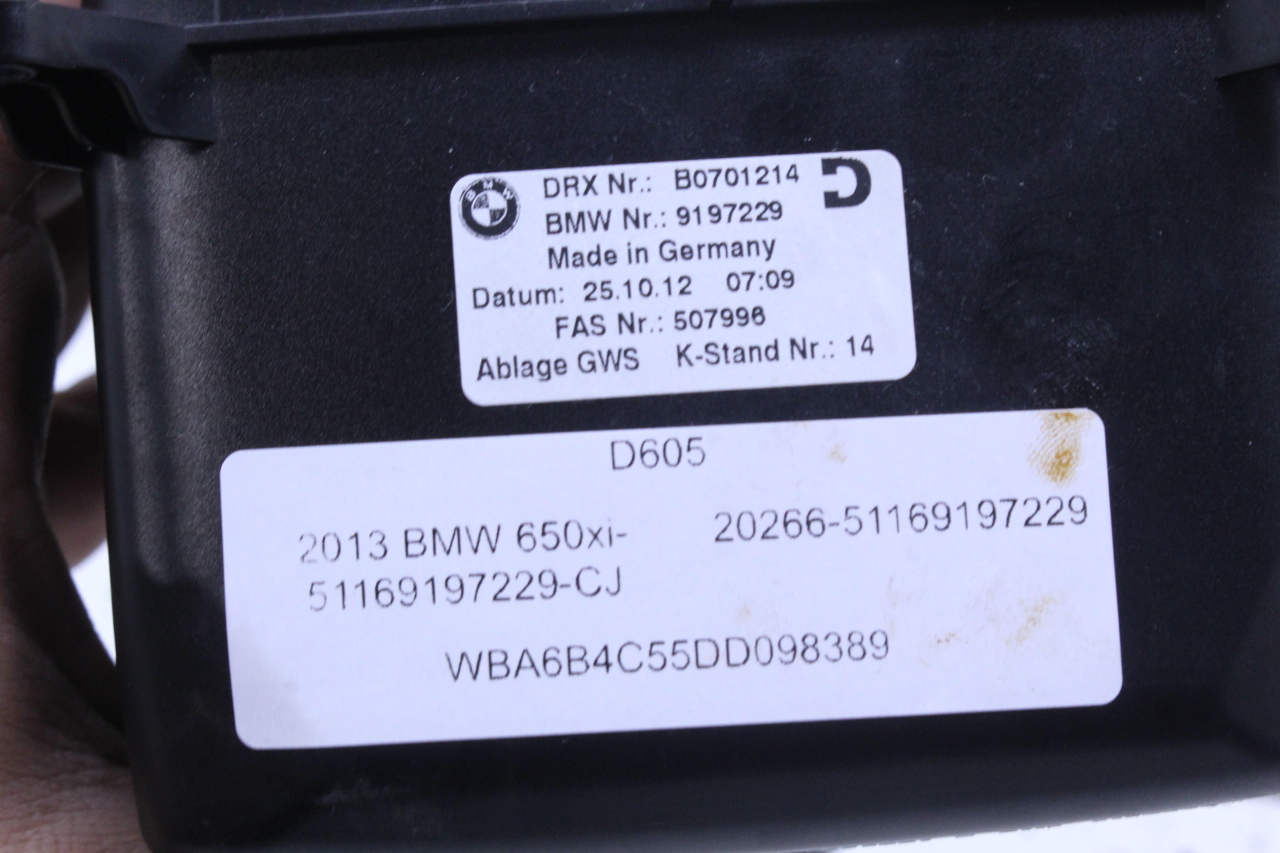 BMW
DRX Nr.: B0701214
BMW Nr.: 9197229
Made in Germany
Datum: 25.10.12 07:09
FAS Nr.: 507996
Ablage GWS K-Stand Nr.: 14
D605
2013 BMW 650xi- 20266-51169197229
51169197229-CJ
WBA6B4C55DD098389